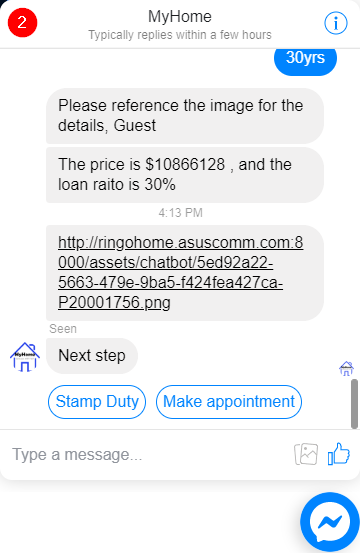 2
MyHome
Typically replies within a few hours
30yrs
Please reference the image for the
details, Guest
The price is $10866128 , and the
loan raito is 30%
4:13 PM
http://ringohome.asuscomm.com:8
000/assets/chatbot/5ed92a22-
5663-479e-9ba5-f424fea427ca-
P20001756.png
Seen
MyHome
Next step
Stamp Duty
Make appointment
Type a message...